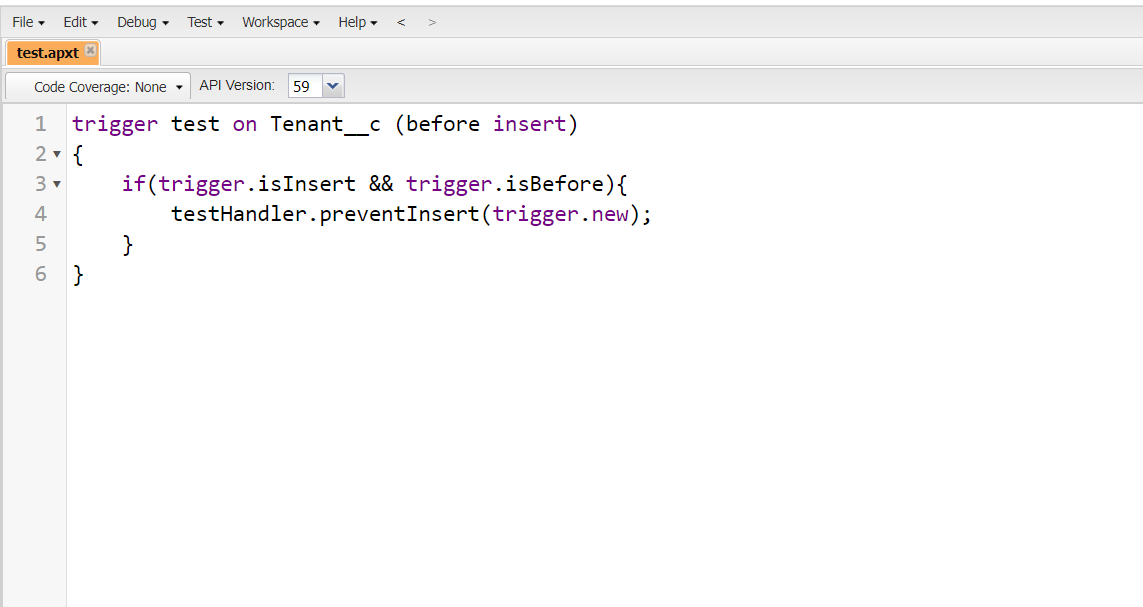 File Edit Debug Test Workspace Help < >
test.apxt
Code Coverage: None API Version: 59
1 trigger test on Tenant__c (before insert)
2 {
3 if(trigger.isInsert && trigger.isBefore){
4 testHandler.preventInsert(trigger.new);
5 }
6 }